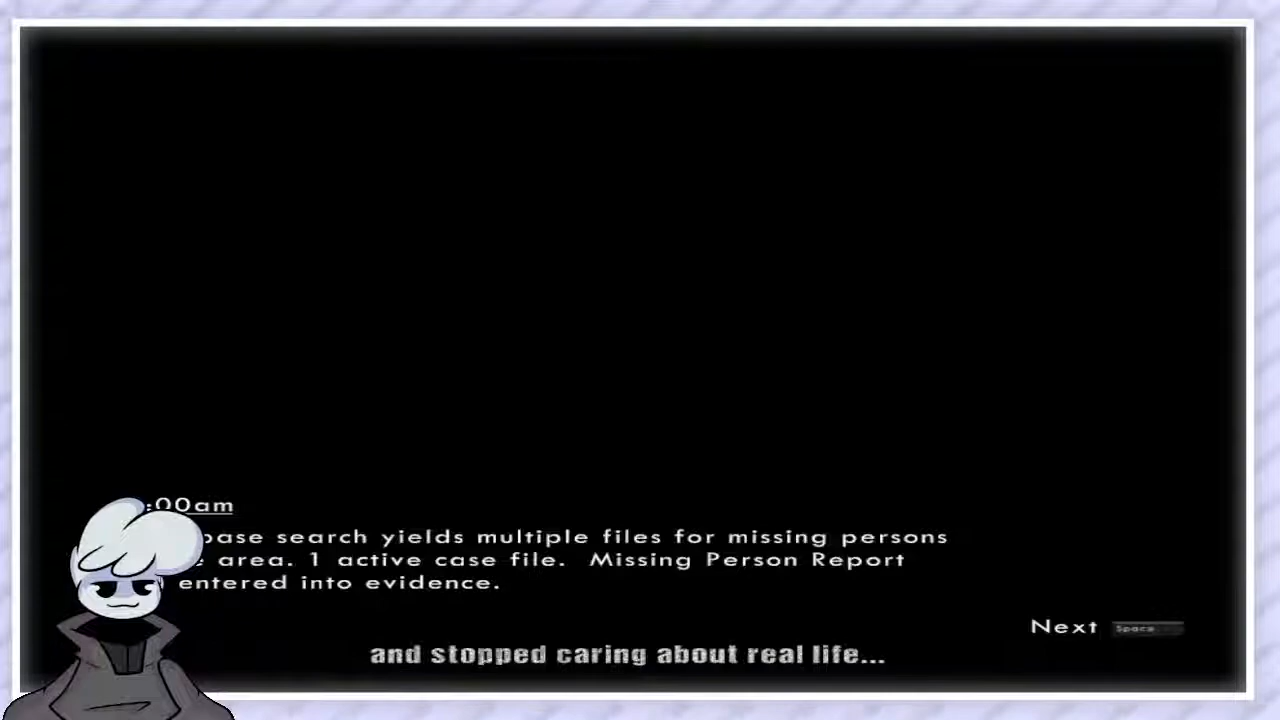 :00am
base search yields multiple files for missing persons
area. 1 active case file. Missing Person Report
entered into evidence.
Next Space
and stopped caring about real life...